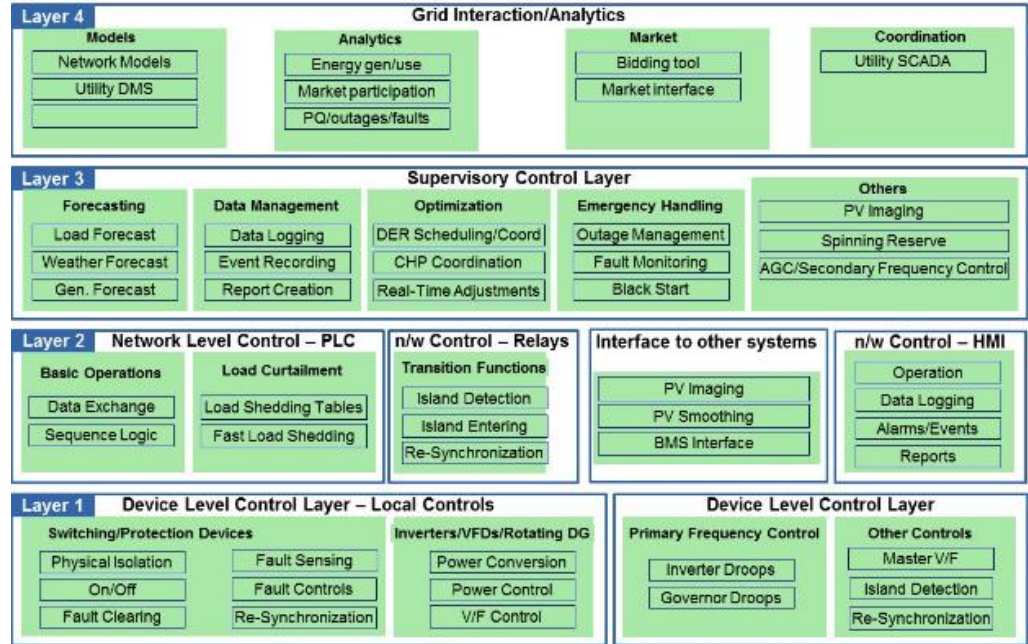 Layer 4
Grid Interaction/Analytics
Models
Network Models
Utility DMS
Analytics
Energy gen/use
Market participation
PQ/outages/faults
Market
Bidding tool
Market interface
Coordination
Utility SCADA
Layer 3
Supervisory Control Layer
Forecasting
Load Forecast
Weather Forecast
Gen. Forecast
Data Management
Data Logging
Event Recording
Report Creation
Optimization
DER Scheduling/Coord
CHP Coordination
Real-Time Adjustments
Emergency Handling
Outage Management
Fault Monitoring
Black Start
Others
PV Imaging
Spinning Reserve
AGC/Secondary Frequency Control
Layer 2
Network Level Control – PLC
Basic Operations
Data Exchange
Sequence Logic
Load Curtailment
Load Shedding Tables
Fast Load Shedding
n/w Control – Relays
Transition Functions
Island Detection
Island Entering
Re-Synchronization
Interface to other systems
PV Imaging
PV Smoothing
BMS Interface
n/w Control – HMI
Operation
Data Logging
Alarms/Events
Reports
Layer 1
Device Level Control Layer – Local Controls
Switching/Protection Devices
Physical Isolation
On/Off
Fault Clearing
Fault Sensing
Fault Controls
Re-Synchronization
Inverters/VFDs/Rotating DG
Power Conversion
Power Control
V/F Control
Device Level Control Layer
Primary Frequency Control
Inverter Droops
Governor Droops
Other Controls
Master V/F
Island Detection
Re-Synchronization